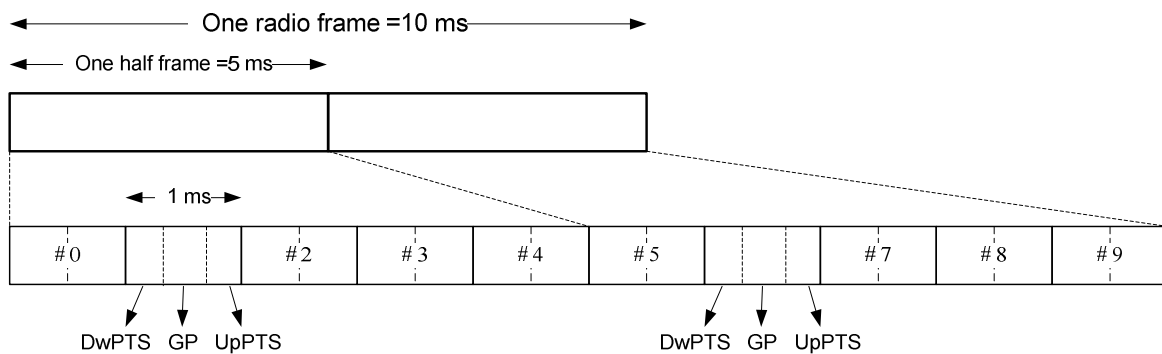 One radio frame =10 ms
One half frame =5 ms
1 ms
#0 #2 #3 #4 #5 #7 #8 #9
DwPTS GP UpPTS DwPTS GP UpPTS